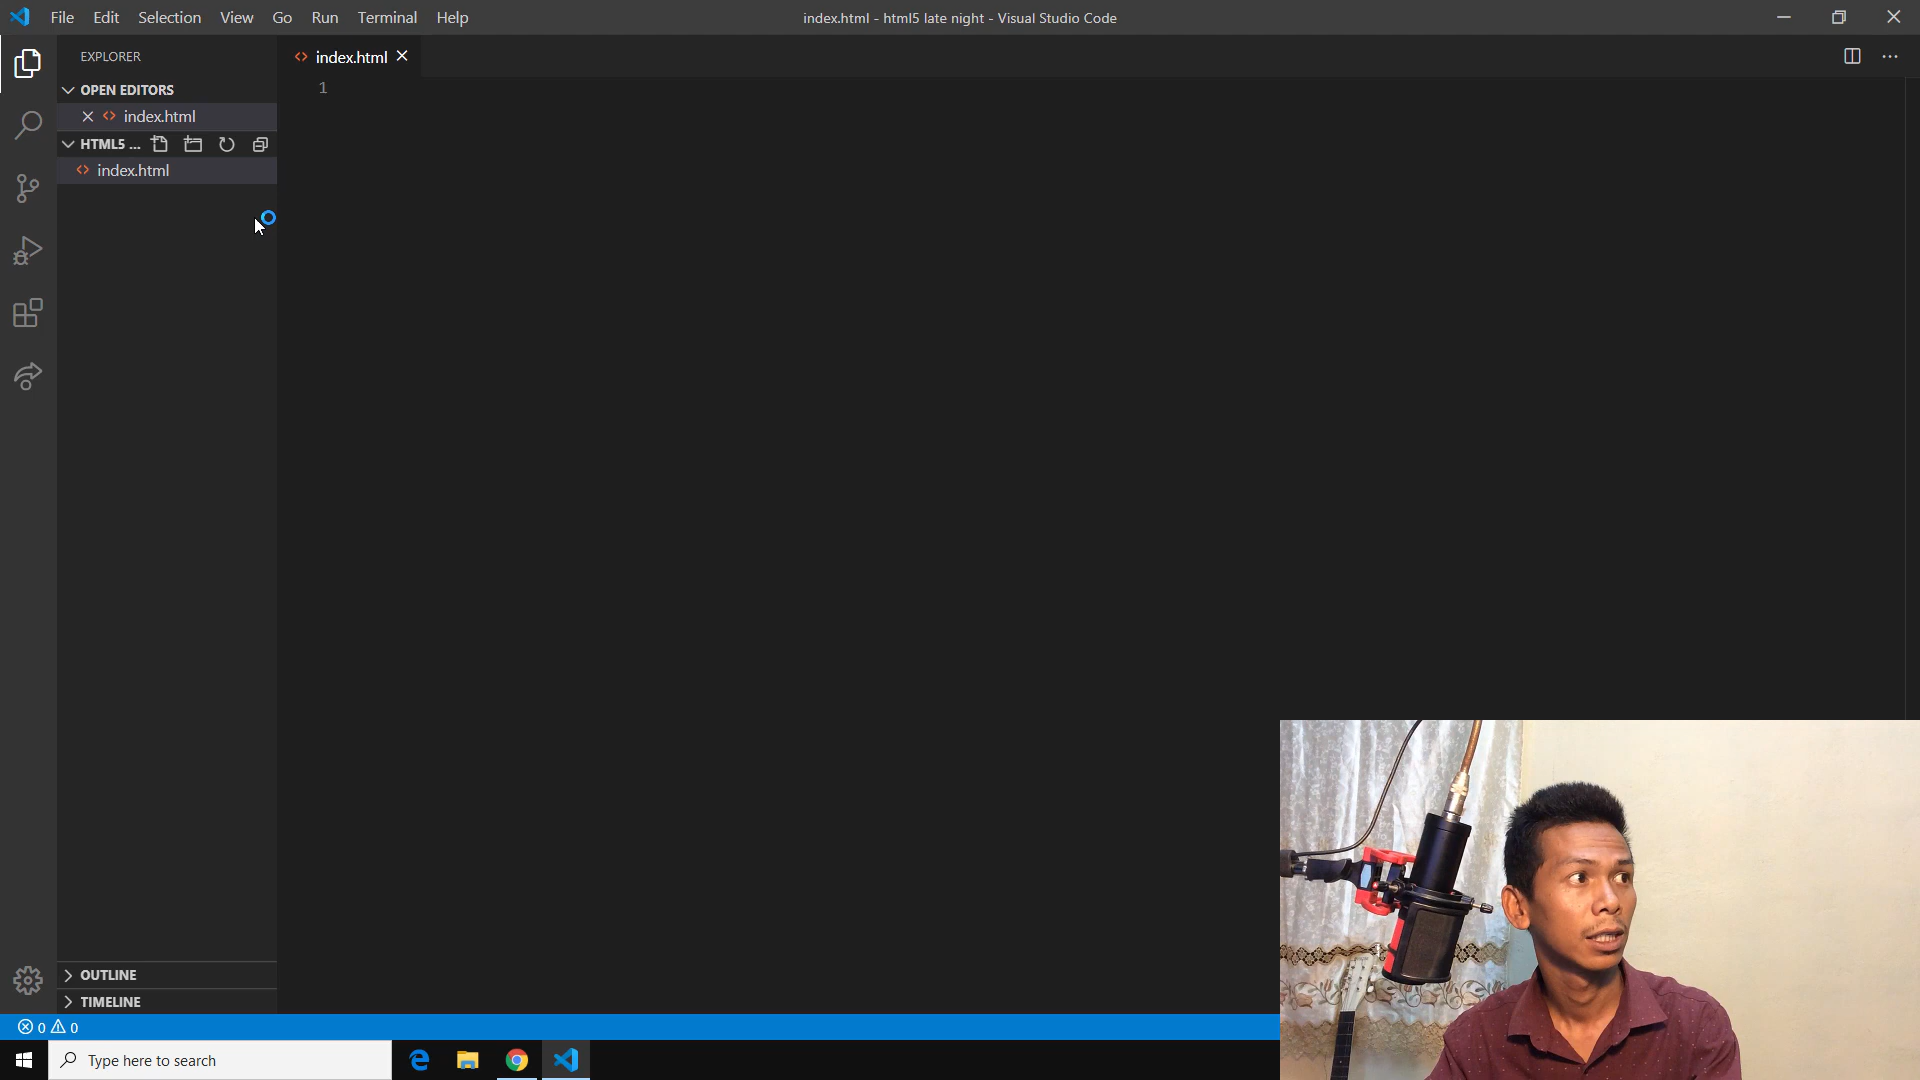 File Edit Selection View Go Run Terminal Help
index.html - html5 late night - Visual Studio Code
EXPLORER
index.html
OPEN EDITORS
index.html
HTML5 ...
index.html
1
OUTLINE
TIMELINE
0 0
Type here to search